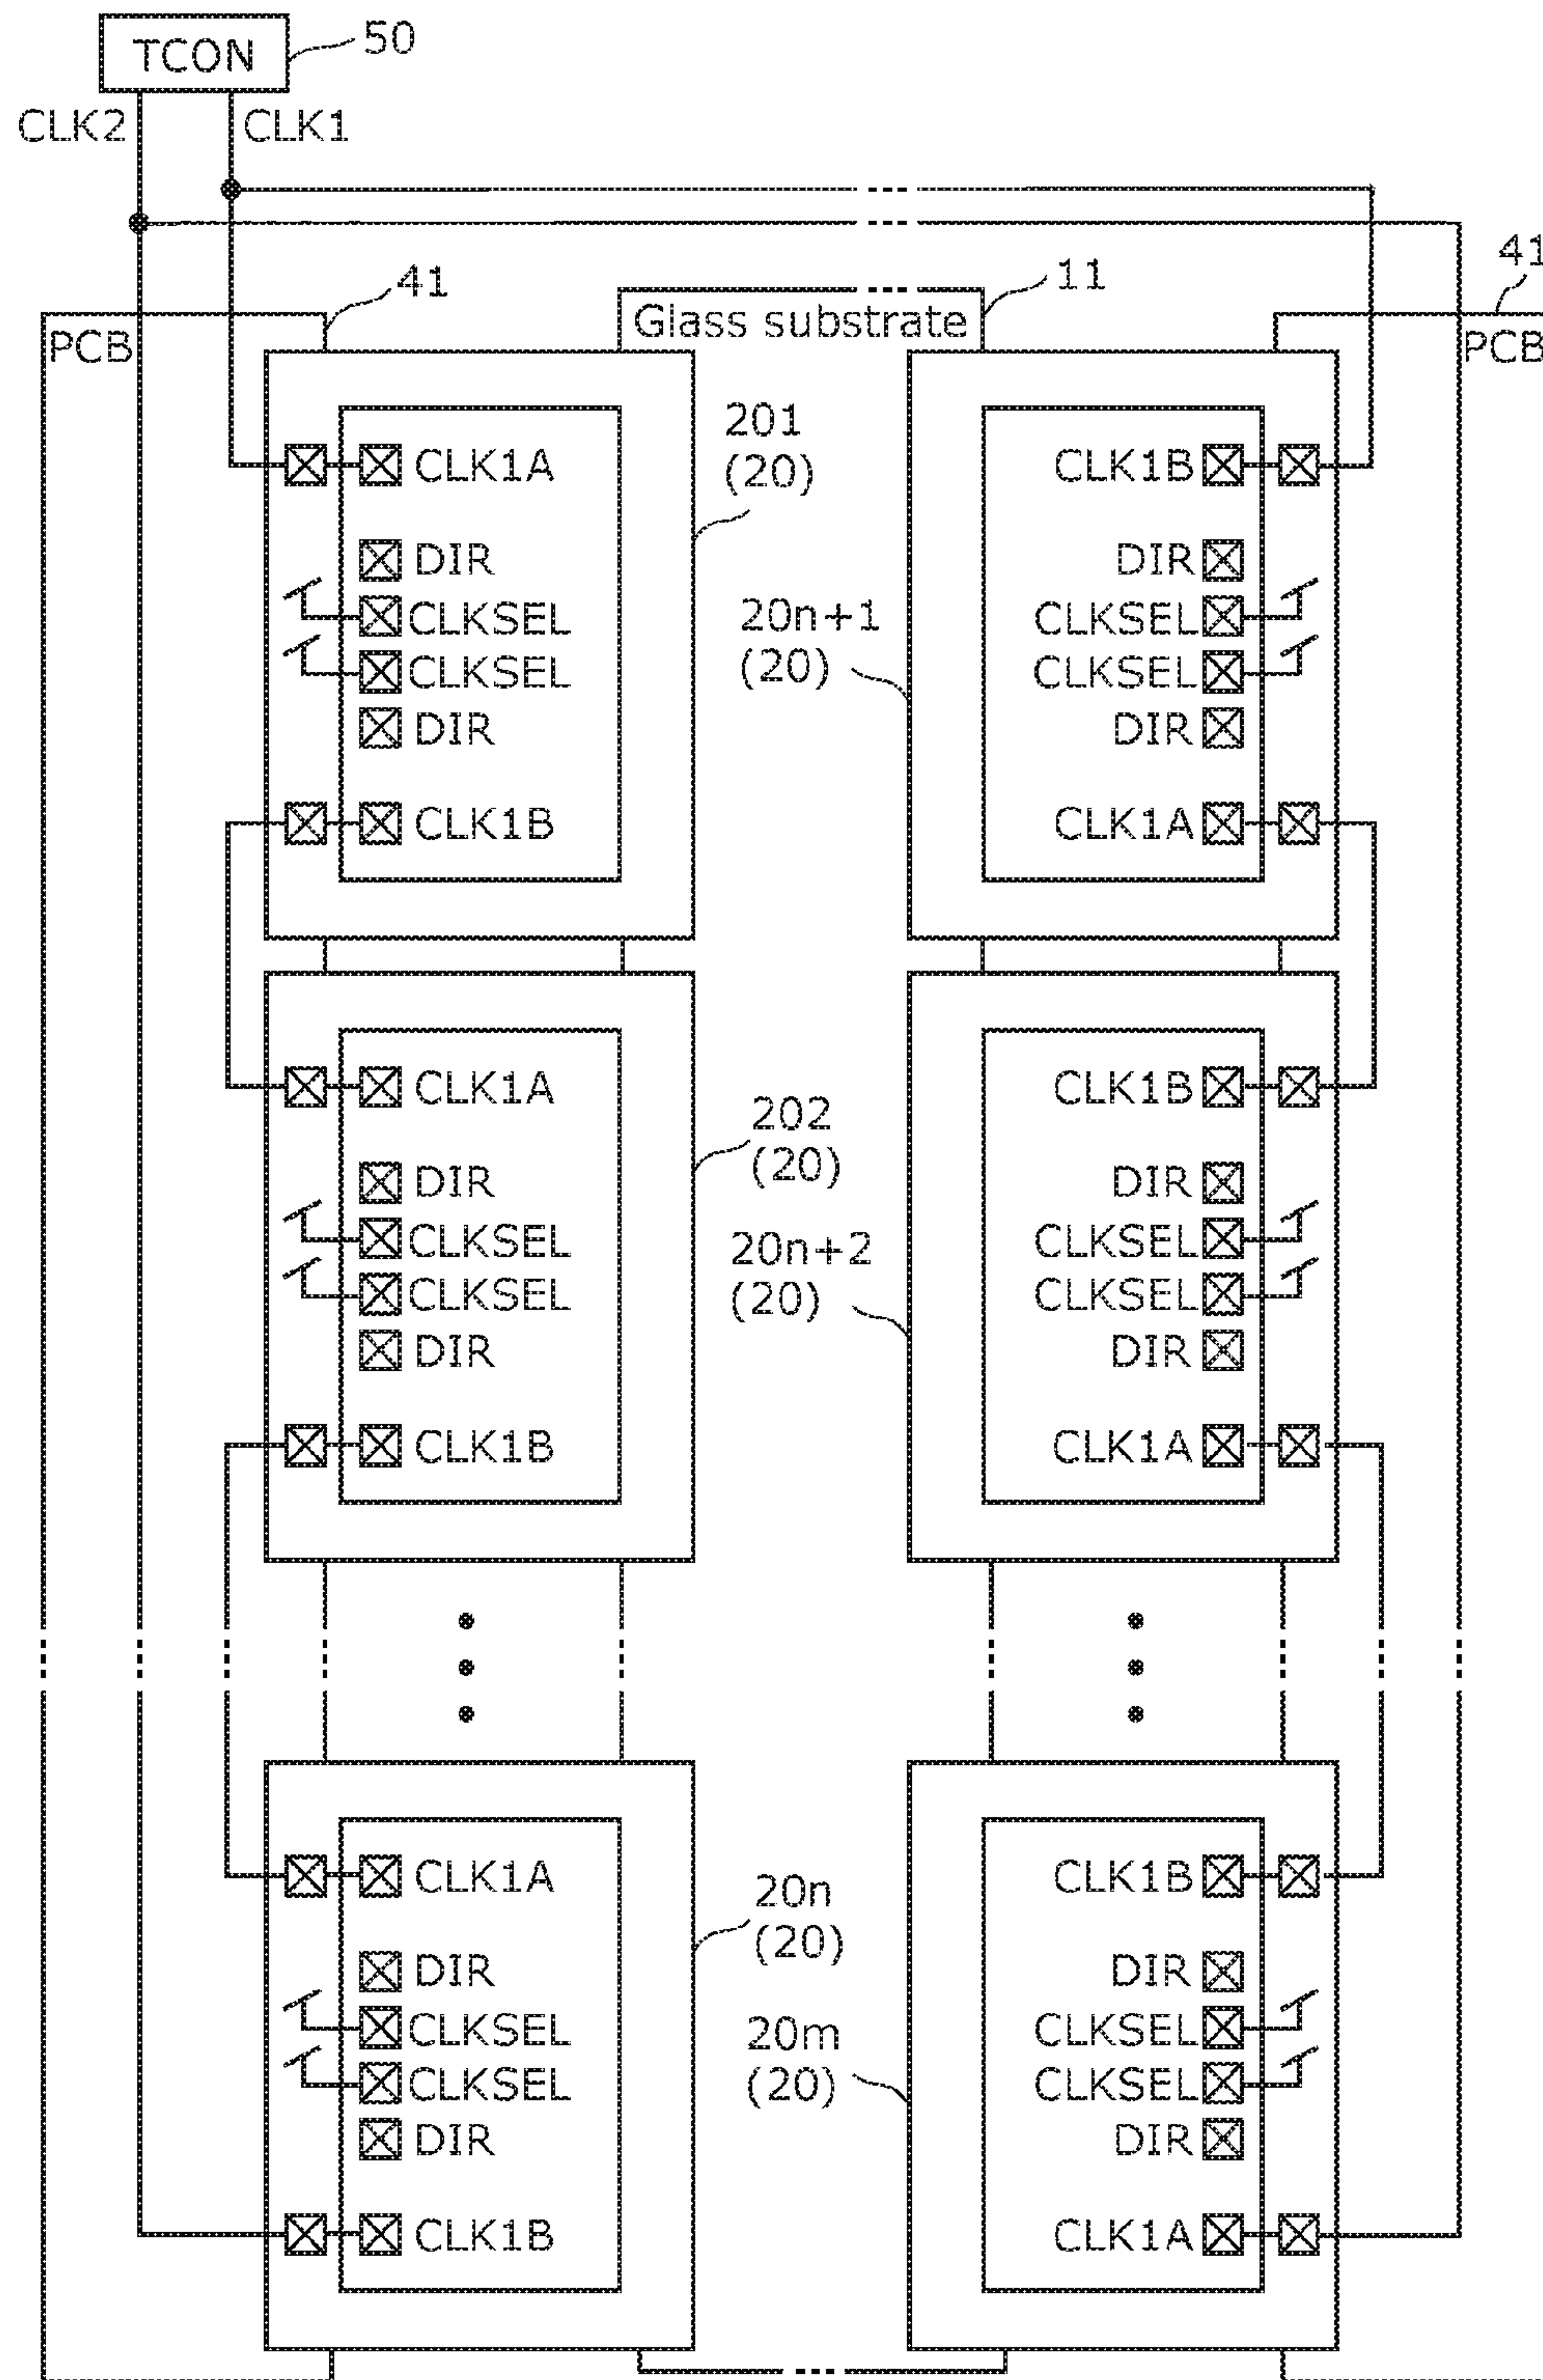 TCON
50
CLK2
CLK1
41
11
41
PCB
Glass substrate
PCB
201
(20)
CLK1A
DIR
CLKSEL
CLKSEL
DIR
CLK1B
20n+1
(20)
CLK1B
DIR
CLKSEL
CLKSEL
DIR
CLK1A
202
(20)
CLK1A
DIR
CLKSEL
CLKSEL
DIR
CLK1B
20n+2
(20)
CLK1B
DIR
CLKSEL
CLKSEL
DIR
CLK1A
20n
(20)
CLK1A
DIR
CLKSEL
CLKSEL
DIR
CLK1B
20m
(20)
CLK1B
DIR
CLKSEL
CLKSEL
DIR
CLK1A